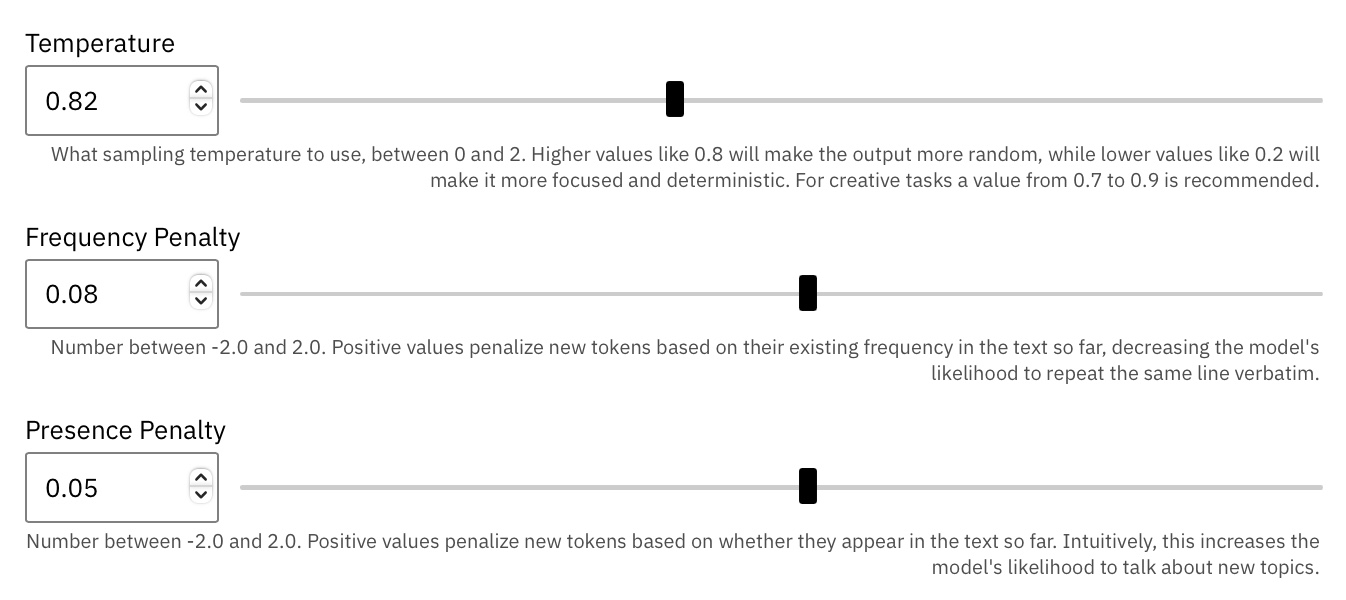 Temperature
0.82
What sampling temperature to use, between 0 and 2. Higher values like 0.8 will make the output more random, while lower values like 0.2 will
make it more focused and deterministic. For creative tasks a value from 0.7 to 0.9 is recommended.
Frequency Penalty
0.08
Number between -2.0 and 2.0. Positive values penalize new tokens based on their existing frequency in the text so far, decreasing the model's
likelihood to repeat the same line verbatim.
Presence Penalty
0.05
Number between -2.0 and 2.0. Positive values penalize new tokens based on whether they appear in the text so far. Intuitively, this increases the
model's likelihood to talk about new topics.